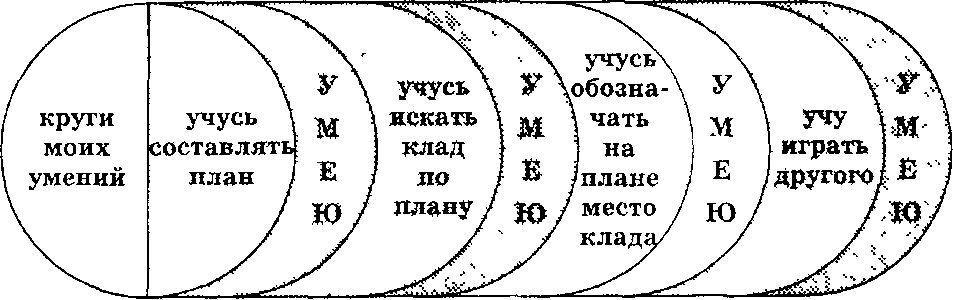 круги
моих
умений
учусь
составлять
план
У
М
Е
Ю
учусь
искать
клад
по
плану
У
М
Е
Ю
учусь
обозна-
чать
на
плане
место
клада
У
М
Е
Ю
учу
играть
другого
У
М
Е
Ю